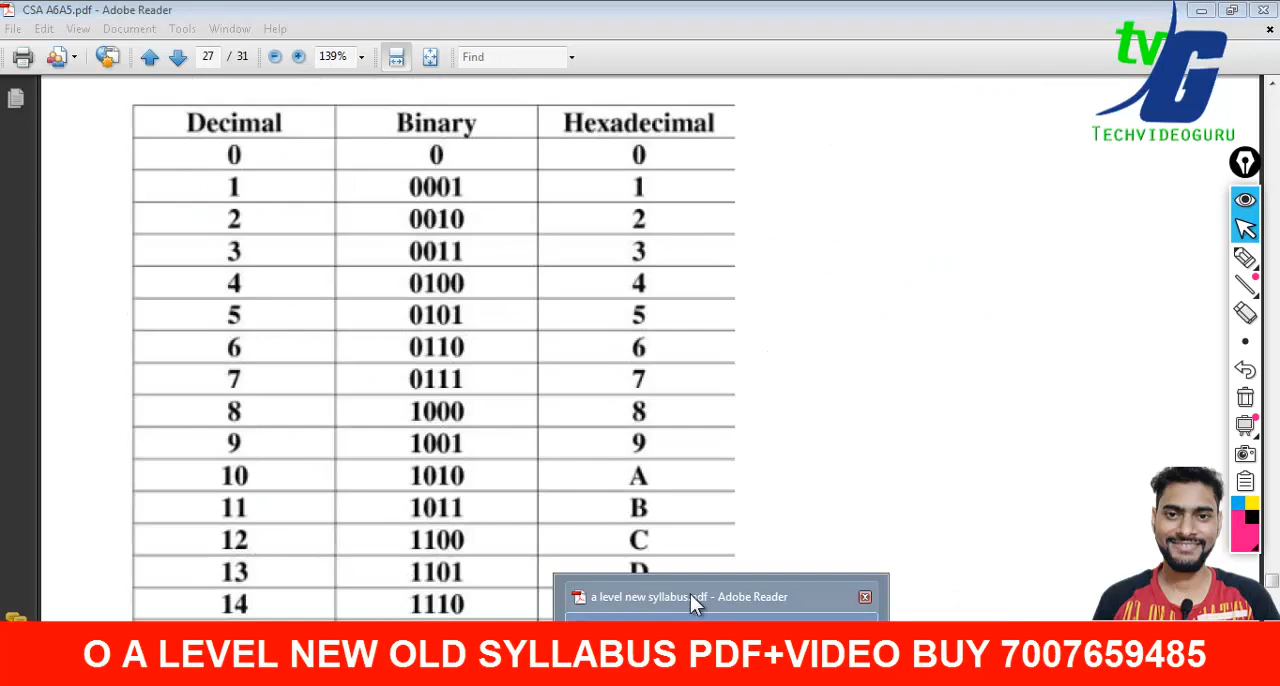 CSA A6A5.pdf - Adobe Reader
File Edit View Document Tools Window Help
27 / 31 139% Find
tvG
TECHVIDEOGURU
Decimal Binary Hexadecimal
0 0 0
1 0001 1
2 0010 2
3 0011 3
4 0100 4
5 0101 5
6 0110 6
7 0111 7
8 1000 8
9 1001 9
10 1010 A
11 1011 B
12 1100 C
13 1101 D
14 1110
a level new syllabus.pdf - Adobe Reader
O A LEVEL NEW OLD SYLLABUS PDF+VIDEO BUY 7007659485